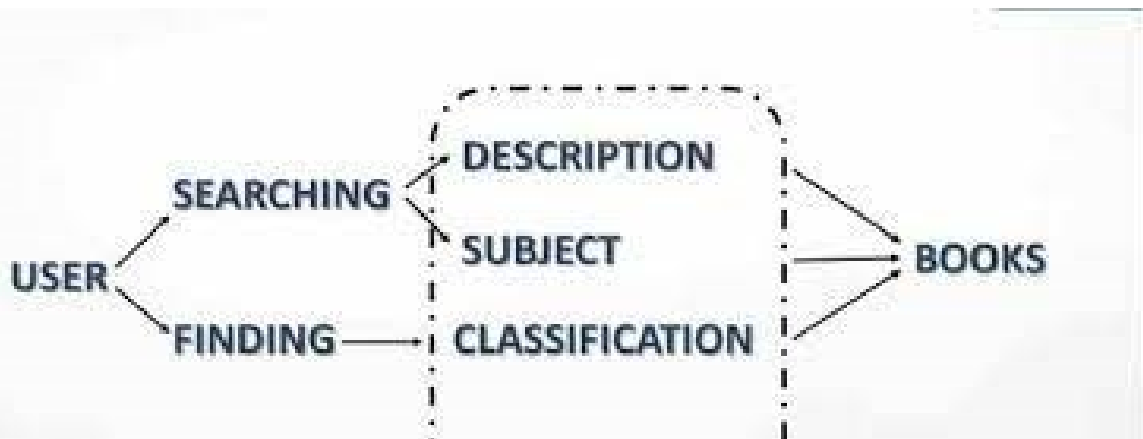 DESCRIPTION
SEARCHING
SUBJECT
BOOKS
USER
FINDING
CLASSIFICATION